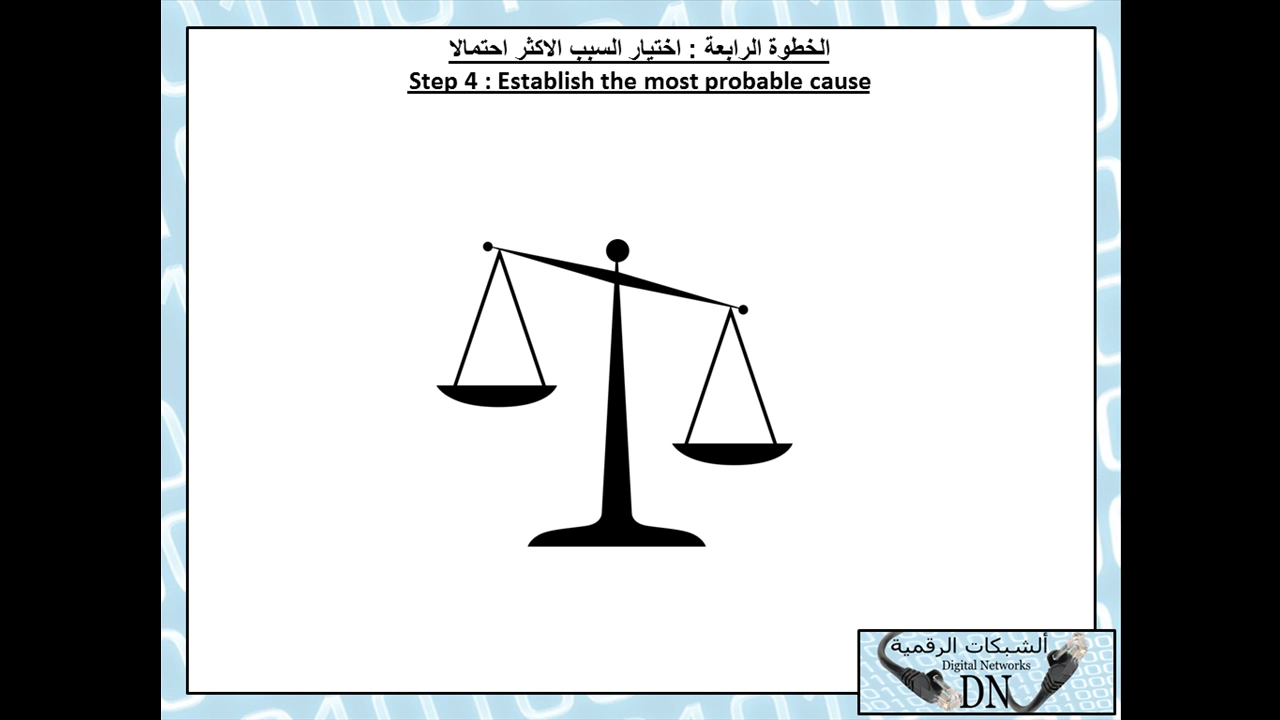 الخطوة الرابعة : اختيار السبب الاكثر احتمالا
Step 4 : Establish the most probable cause
ألشبكات الرقمية
Digital Networks
DN